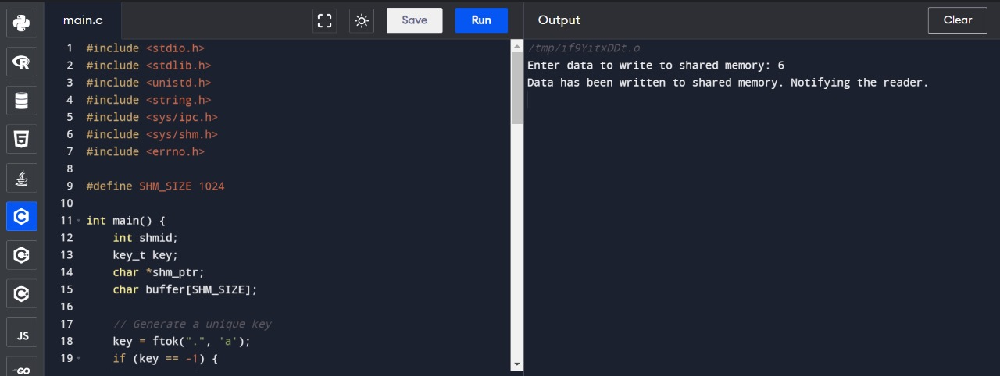 main.c
Save
Run
Output
Clear
1 #include <stdio.h>
2 #include <stdlib.h>
3 #include <unistd.h>
4 #include <string.h>
5 #include <sys/ipc.h>
6 #include <sys/shm.h>
7 #include <errno.h>
8
9 #define SHM_SIZE 1024
10
11 int main() {
12     int shmid;
13     key_t key;
14     char *shm_ptr;
15     char buffer[SHM_SIZE];
16
17     // Generate a unique key
18     key = ftok(".", 'a');
19     if (key == -1) {
/tmp/if9YitxDDt.o
Enter data to write to shared memory: 6
Data has been written to shared memory. Notifying the reader.
R
5
C
C
C
JS
GO